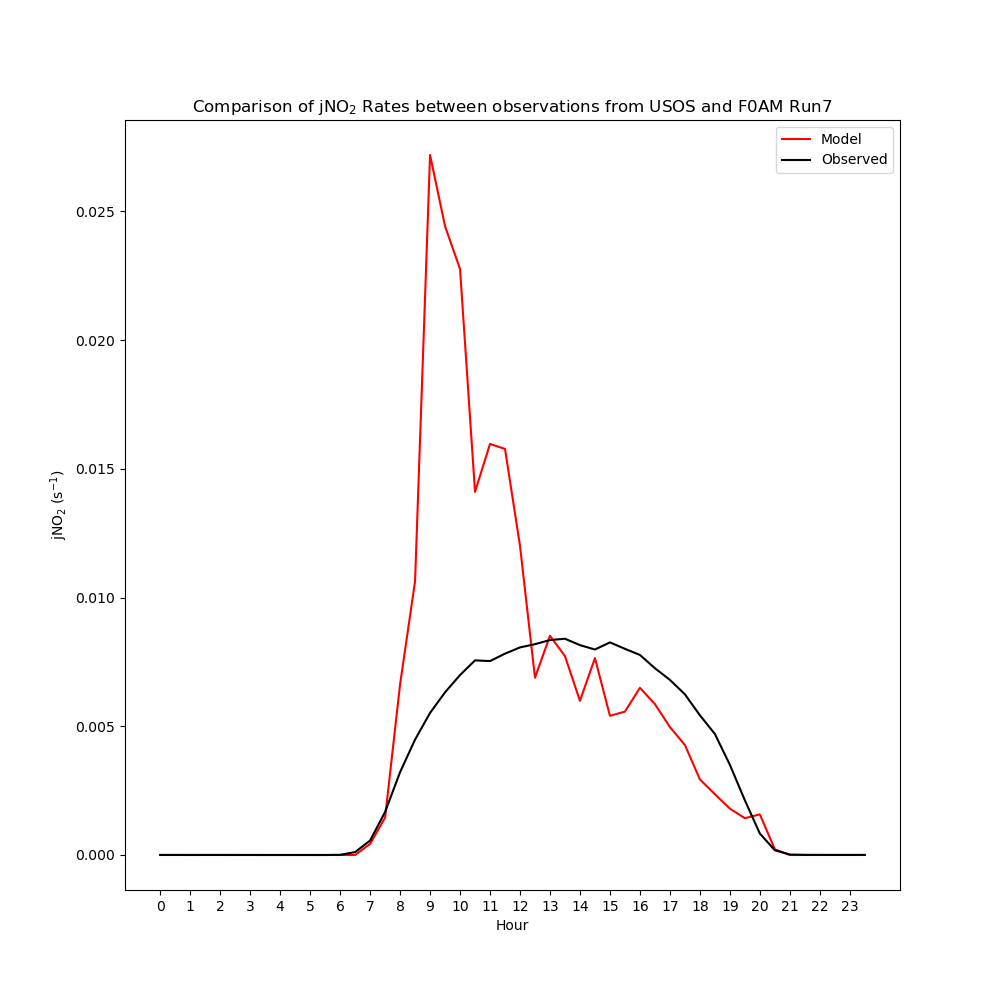 Comparison of jNO₂ Rates between observations from USOS and F0AM Run7
Model
Observed
0.025
0.020
0.015
0.010
0.005
0.000
jNO₂ (s⁻¹)
0 1 2 3 4 5 6 7 8 9 10 11 12 13 14 15 16 17 18 19 20 21 22 23
Hour